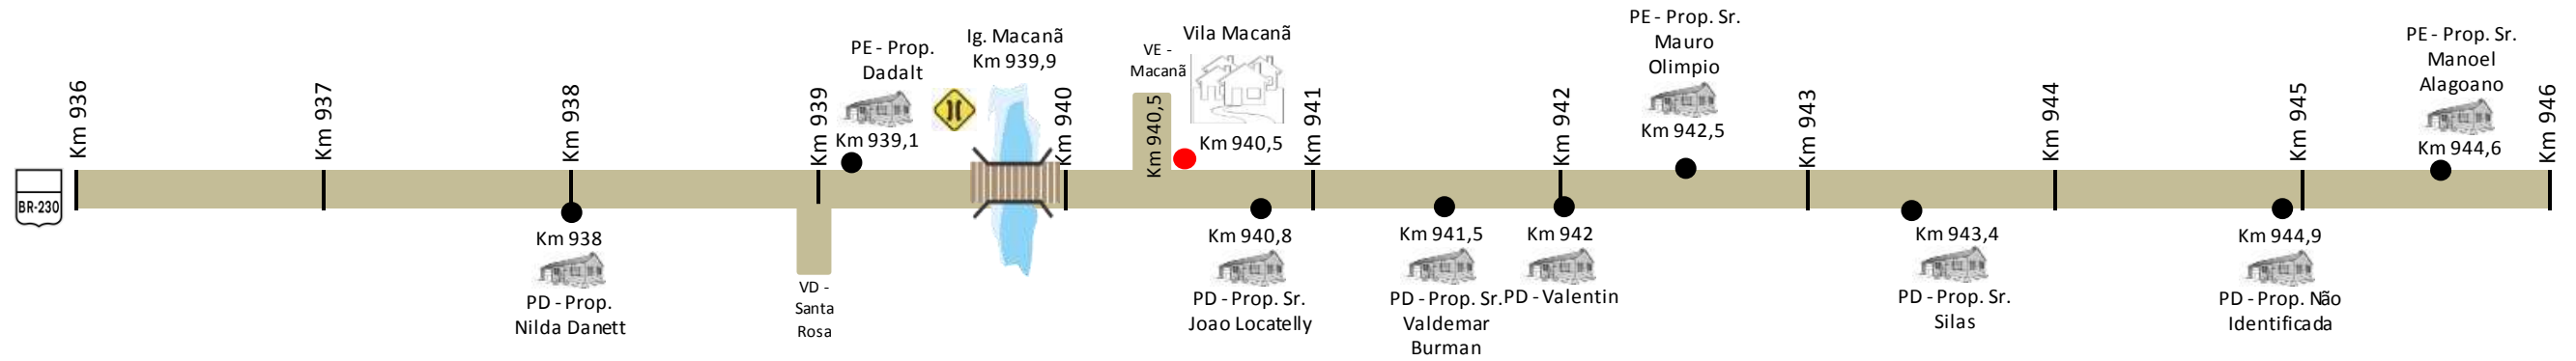 BR-230
Km 936
Km 937
Km 938
Km 938
PD - Prop.
Nilda Danett
Km 939
VD -
Santa
Rosa
PE - Prop.
Dadalt
Km 939,1
Ig. Macanã
Km 939,9
Km 940
VE -
Macanã
Km 940,5
Vila Macanã
Km 940,5
Km 940,8
PD - Prop. Sr.
Joao Locatelly
Km 941
Km 941,5
PD - Prop. Sr.
Valdemar
Burman
Km 942
Km 942
PD - Valentin
PE - Prop. Sr.
Mauro
Olimpio
Km 942,5
Km 943
Km 943,4
PD - Prop. Sr.
Silas
Km 944
Km 944,9
PD - Prop. Não
Identificada
Km 945
PE - Prop. Sr.
Manoel
Alagoano
Km 944,6
Km 946